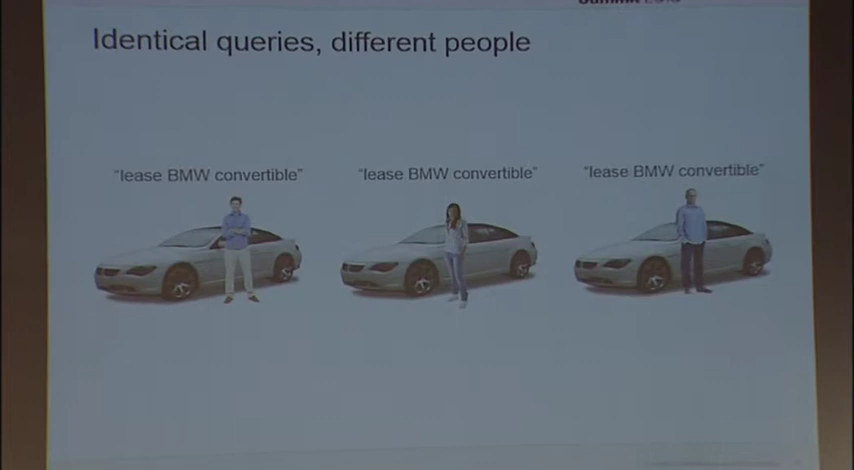 Identical queries, different people
"lease BMW convertible"
"lease BMW convertible"
"lease BMW convertible"